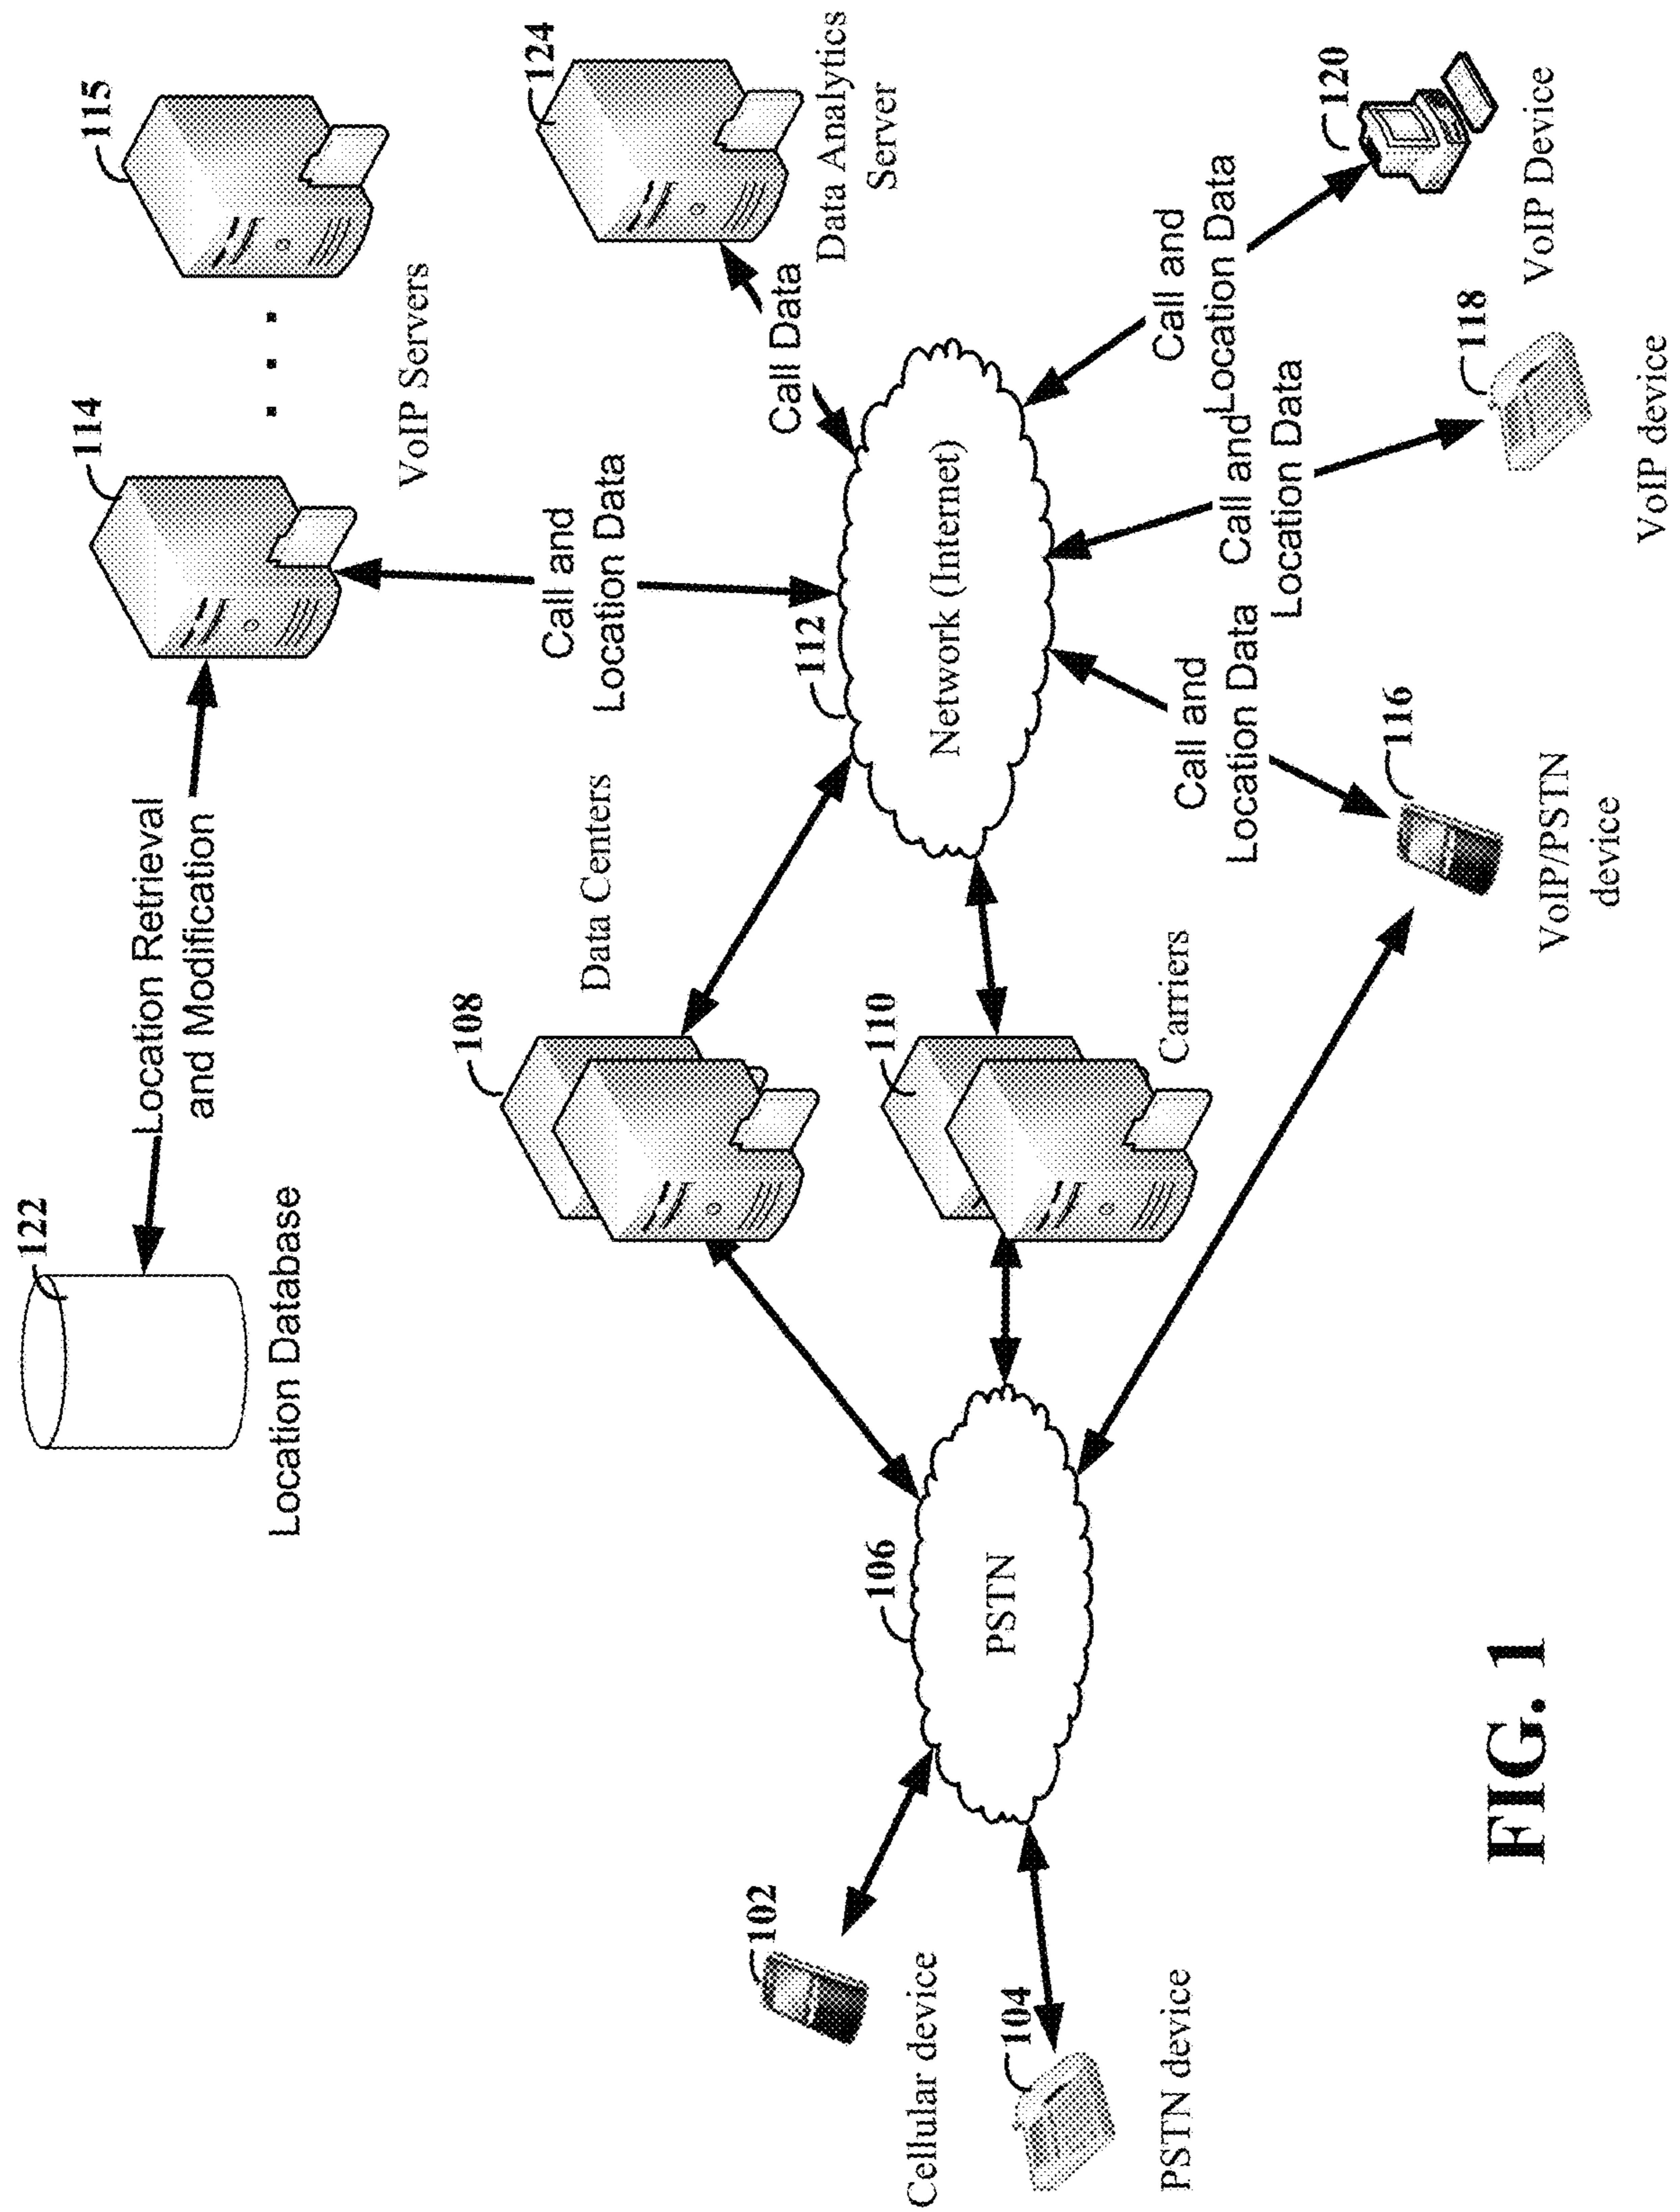 122
Location Database
Location Retrieval
and Modification
114
115
VoIP Servers
108
Data Centers
Call and
Location Data
124
Data Analytics
Server
Call Data
102
Cellular device
106
PSTN
110
Carriers
112
Network (Internet)
104
PSTN device
Call and
Location Data
Call and
Location Data
Call and
Location Data
116
VoIP/PSTN
device
118
VoIP device
120
VoIP Device
FIG. 1